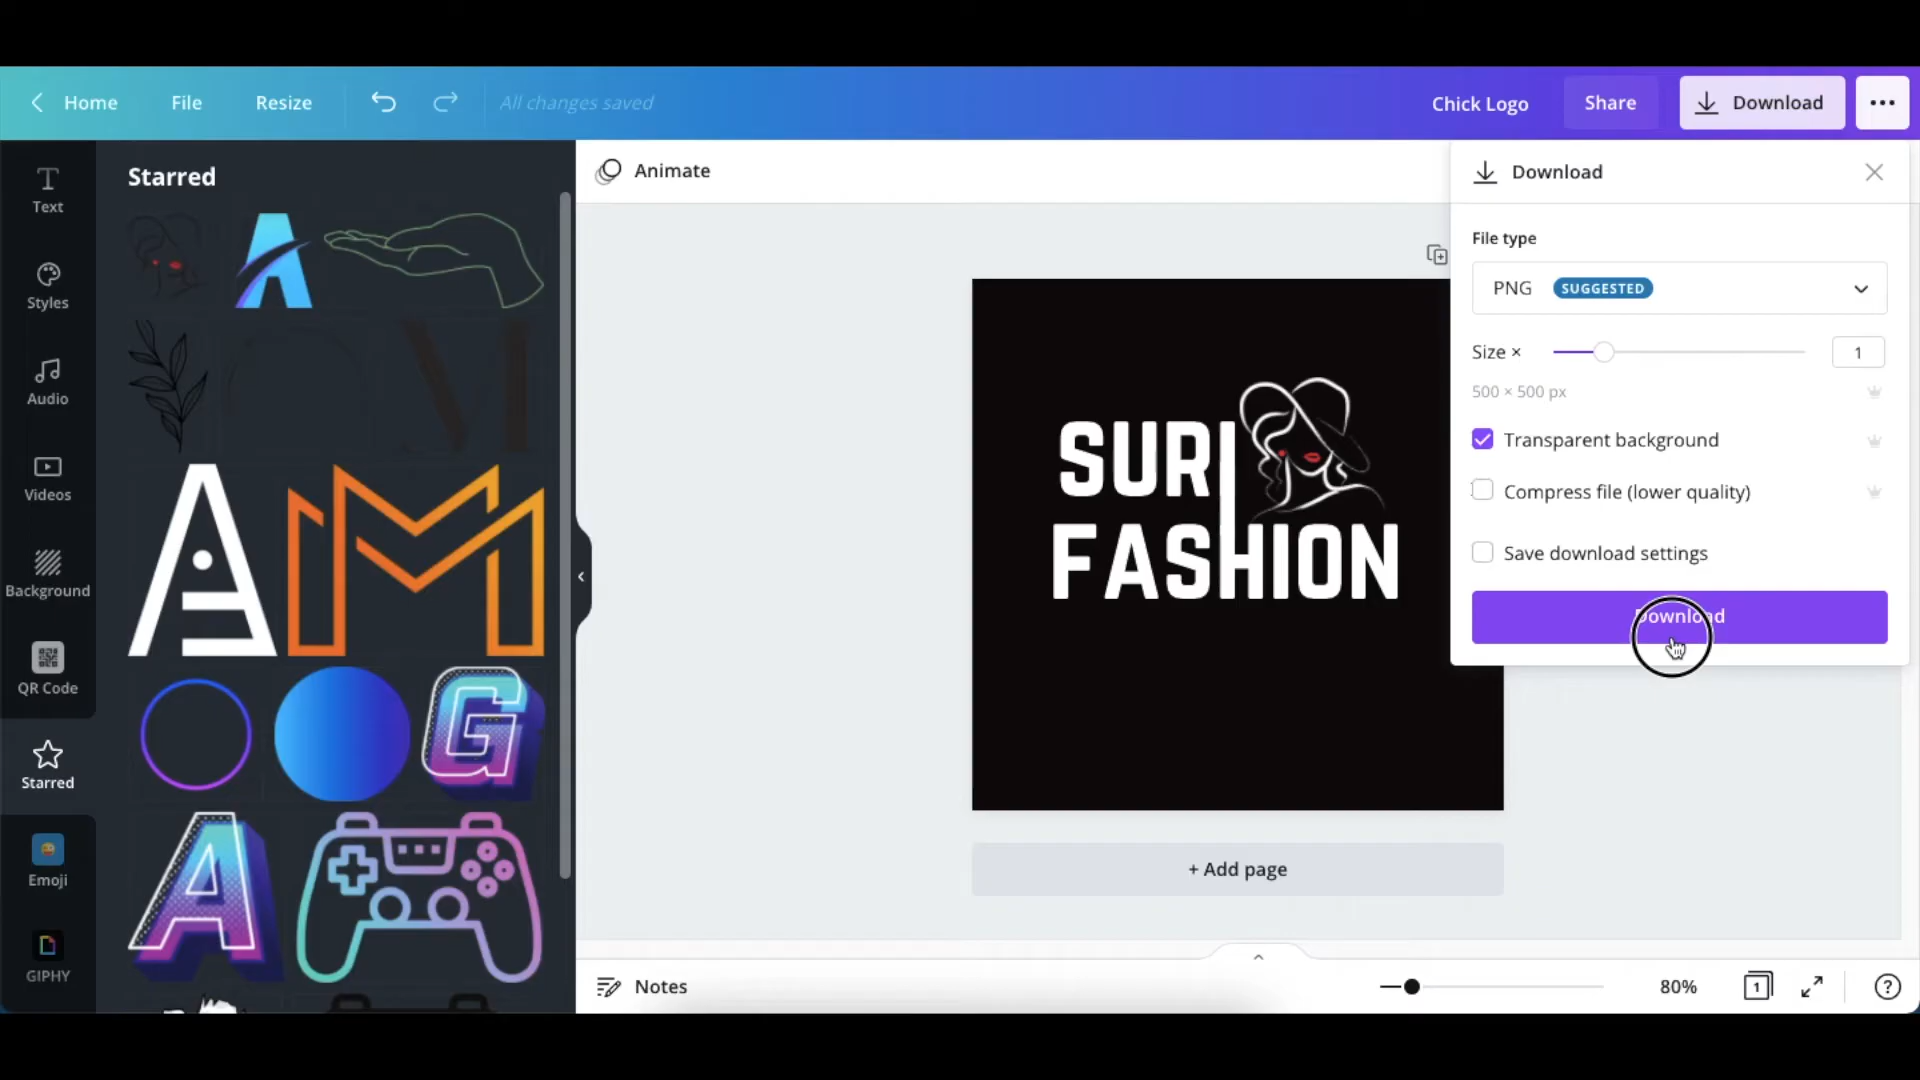 Home File Resize All changes saved Chick Logo Share Download
Text
Styles
Audio
Videos
Background
QR Code
Starred
Emoji
GIPHY
Starred
Animate
SURI
FASHION
+ Add page
Download
File type
PNG SUGGESTED
Size × 1
500 × 500 px
Transparent background
Compress file (lower quality)
Save download settings
Download
Notes 80% 1 ?